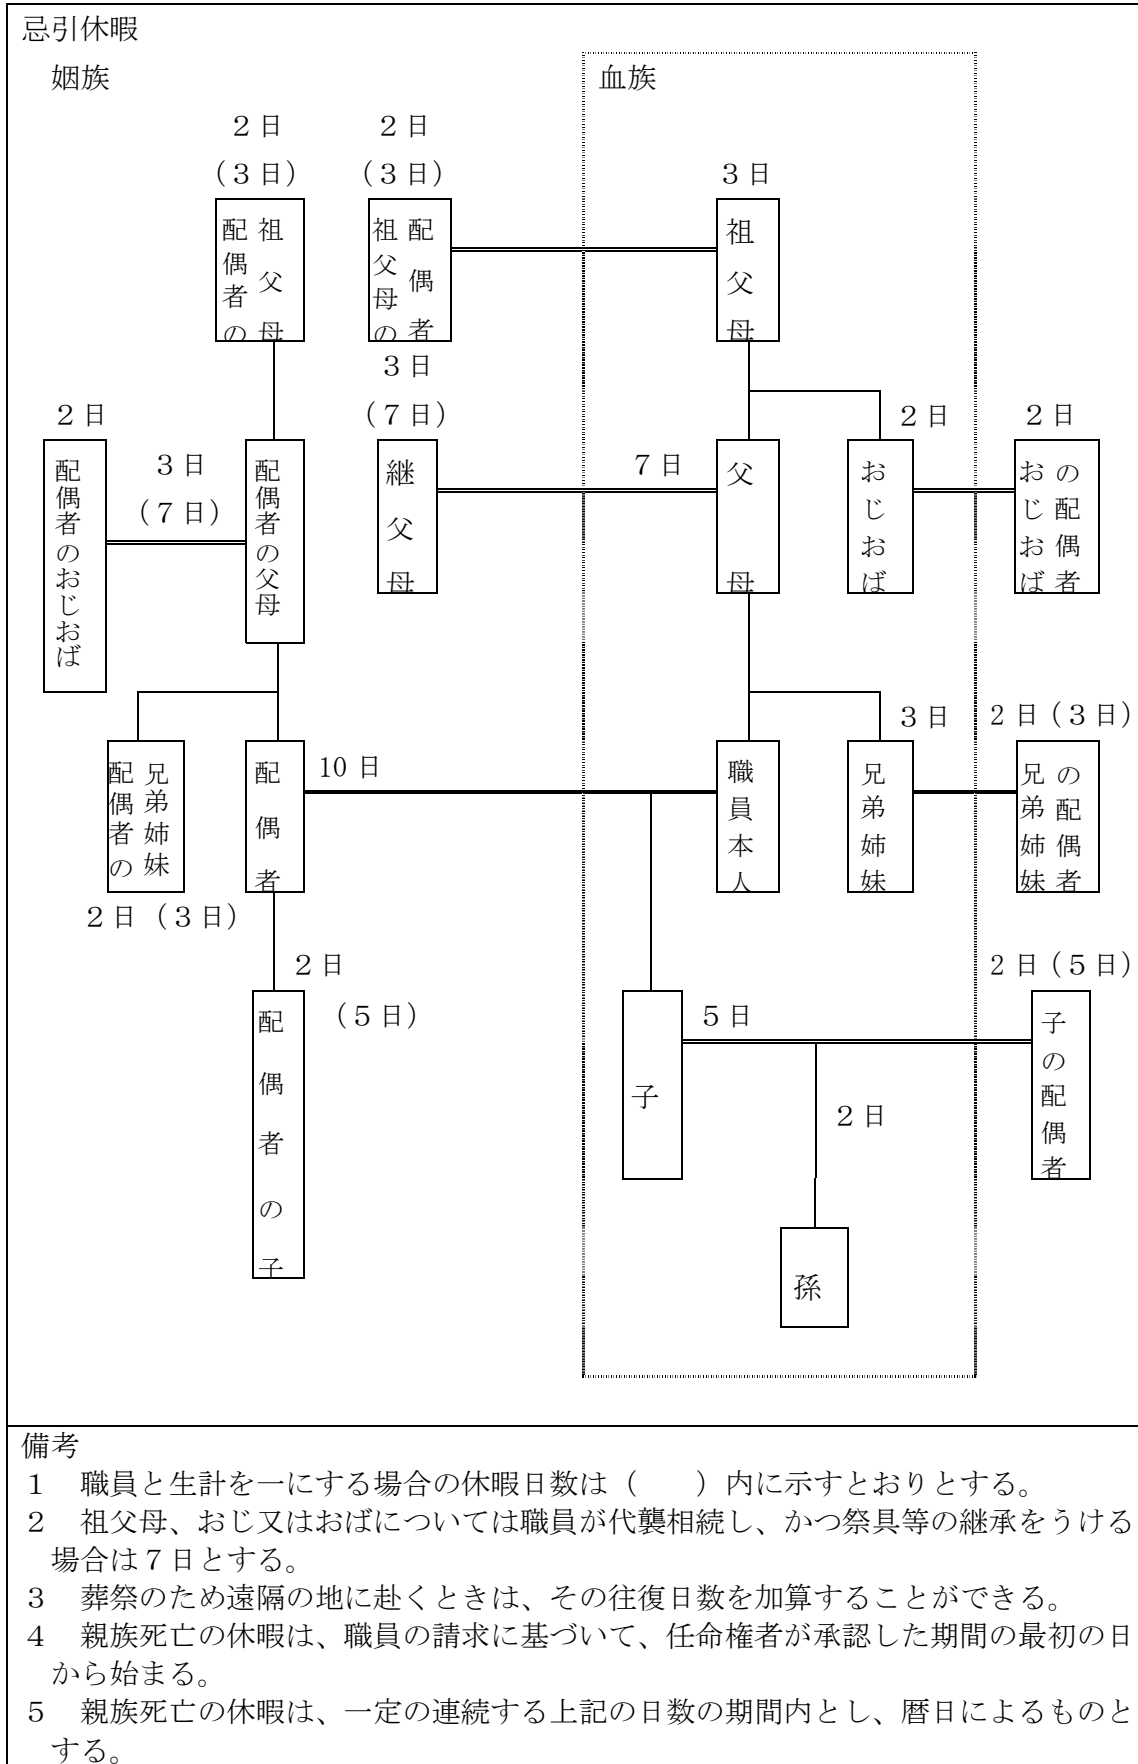 忌引休暇
姻族
血族
２日
（３日）
２日
（３日）
３日
配偶者の祖父母
祖父母の配偶者
祖父母
３日
（７日）
２日
３日
（７日）
７日
２日
２日
配偶者のおじおば
配偶者の父母
継父母
父母
おじおば
おじおばの配偶者
３日
２日（３日）
配偶者の兄弟姉妹
配偶者
10日
職員本人
兄弟姉妹
兄弟姉妹の配偶者
２日（３日）
２日
（５日）
２日（５日）
配偶者の子
子
５日
子の配偶者
２日
孫
備考
１　職員と生計を一にする場合の休暇日数は（　　）内に示すとおりとする。
２　祖父母、おじ又はおばについては職員が代襲相続し、かつ祭具等の継承をうける
場合は７日とする。
３　葬祭のため遠隔の地に赴くときは、その往復日数を加算することができる。
４　親族死亡の休暇は、職員の請求に基づいて、任命権者が承認した期間の最初の日
から始まる。
５　親族死亡の休暇は、一定の連続する上記の日数の期間内とし、暦日によるものと
する。